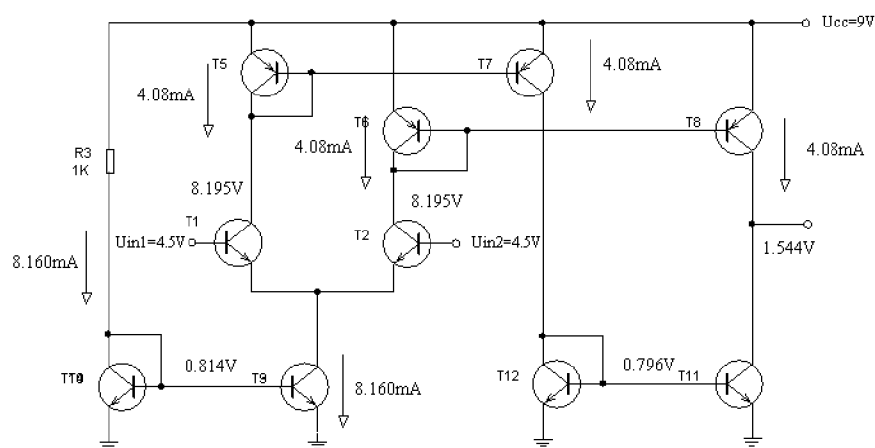 Ucc=9V
T5
T7
4.08mA
4.08mA
T6
T8
R3
1K
4.08mA
4.08mA
8.195V
8.195V
T1
T2
Uin1=4.5V
Uin2=4.5V
1.544V
8.160mA
0.814V
0.796V
T9
T12
T11
8.160mA